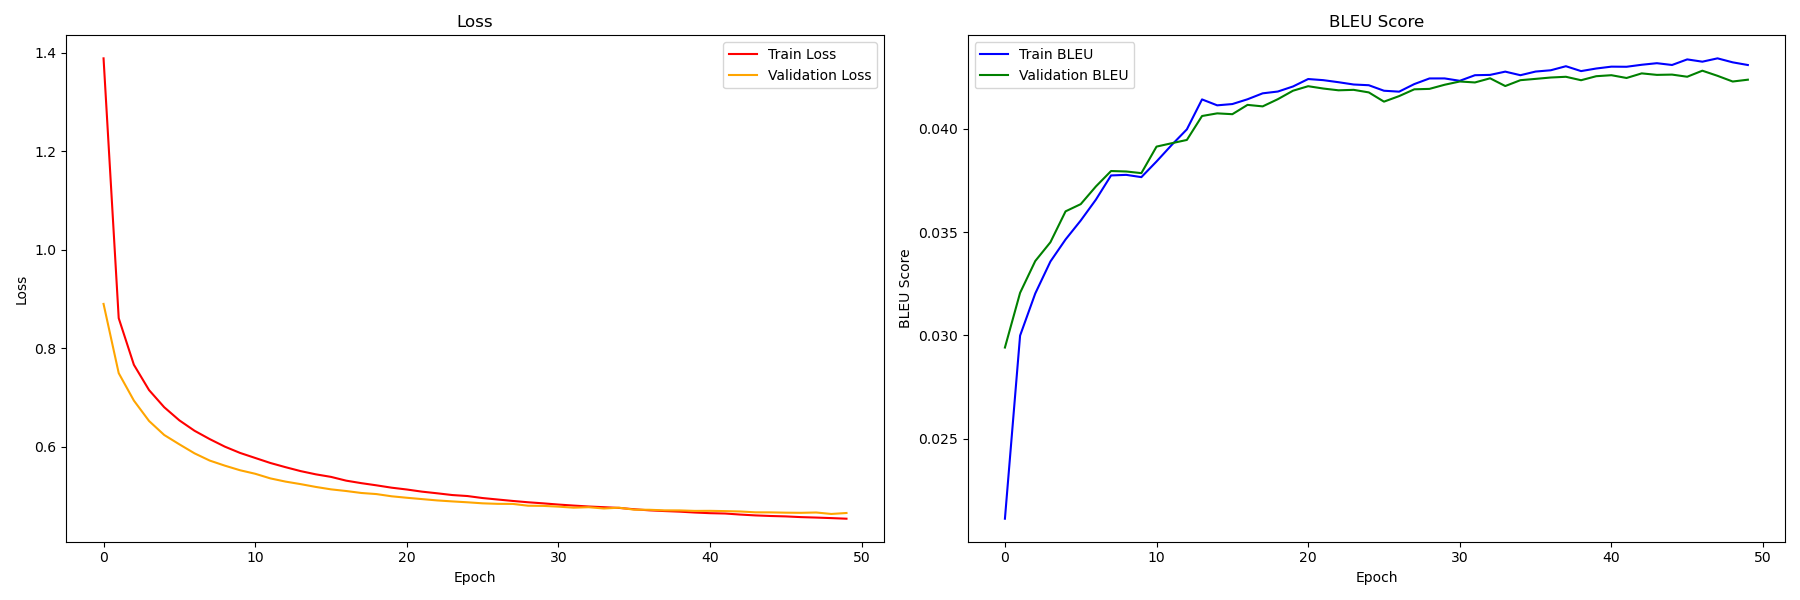 Loss
1.4
1.2
1.0
0.8
0.6
Loss
0
10
20
30
40
50
Epoch
Train Loss
Validation Loss
BLEU Score
0.040
0.035
0.030
0.025
BLEU Score
0
10
20
30
40
50
Epoch
Train BLEU
Validation BLEU